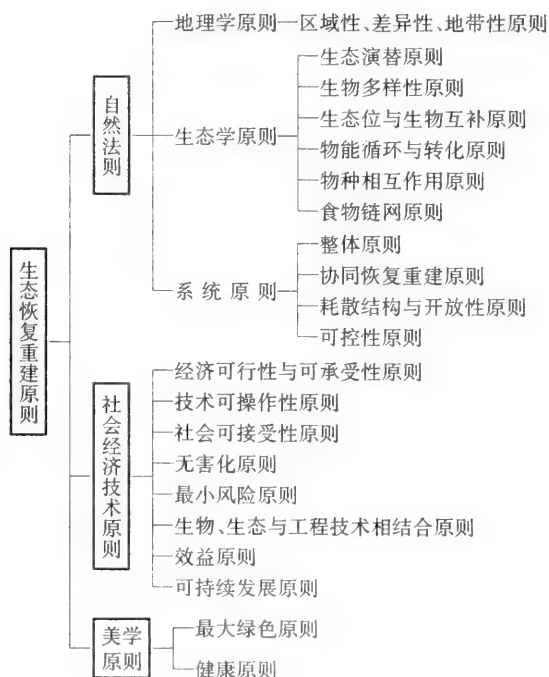 生态恢复重建原则
自然法则
地理学原则
区域性、差异性、地带性原则
生态学原则
生态演替原则
生物多样性原则
生态位与生物互补原则
物能循环与转化原则
物种相互作用原则
食物链网原则
系统原则
整体原则
协同恢复重建原则
耗散结构与开放性原则
可控性原则
社会经济技术原则
经济可行性与可承受性原则
技术可操作性原则
社会可接受性原则
无害化原则
最小风险原则
生物、生态与工程技术相结合原则
效益原则
可持续发展原则
美学
原则
最大绿色原则
健康原则